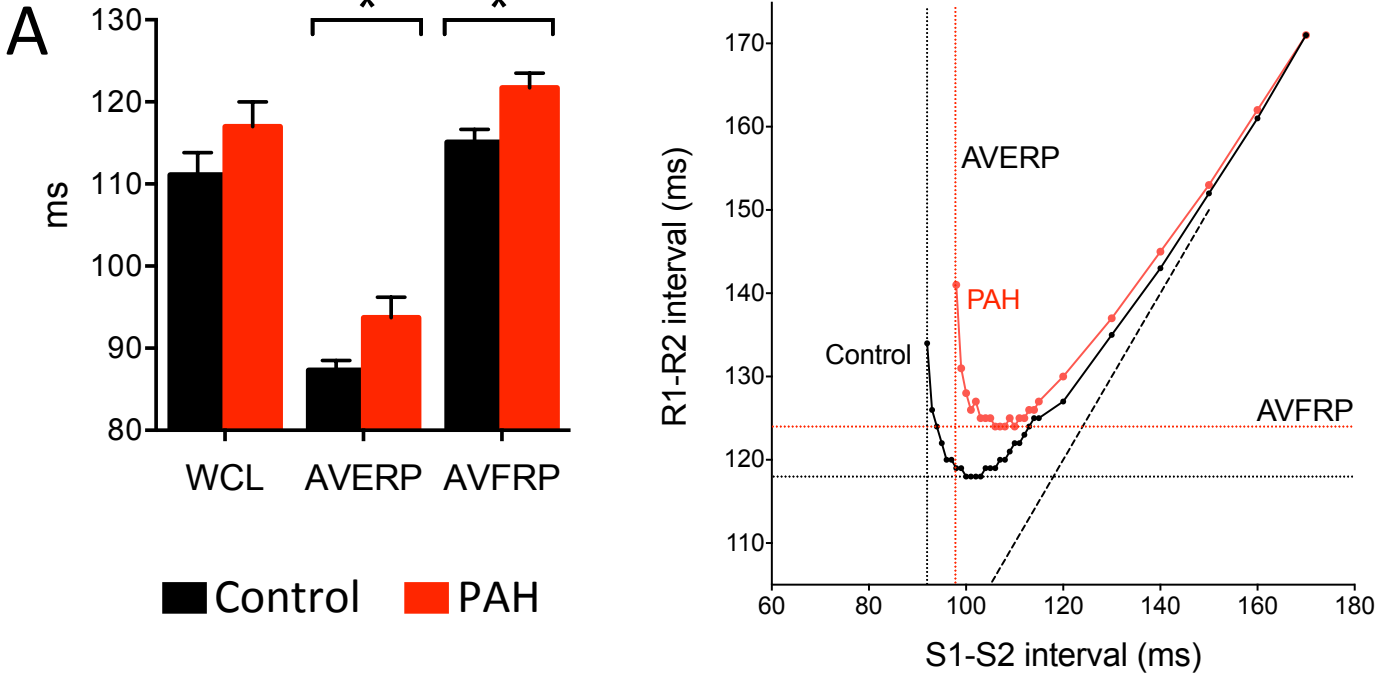 A
130
120
110
100
90
80
ms
* *
WCL AVERP AVFRP
Control PAH
170
160
150
140
130
120
110
R1-R2 interval (ms)
AVERP
PAH
Control
AVFRP
60 80 100 120 140 160 180
S1-S2 interval (ms)